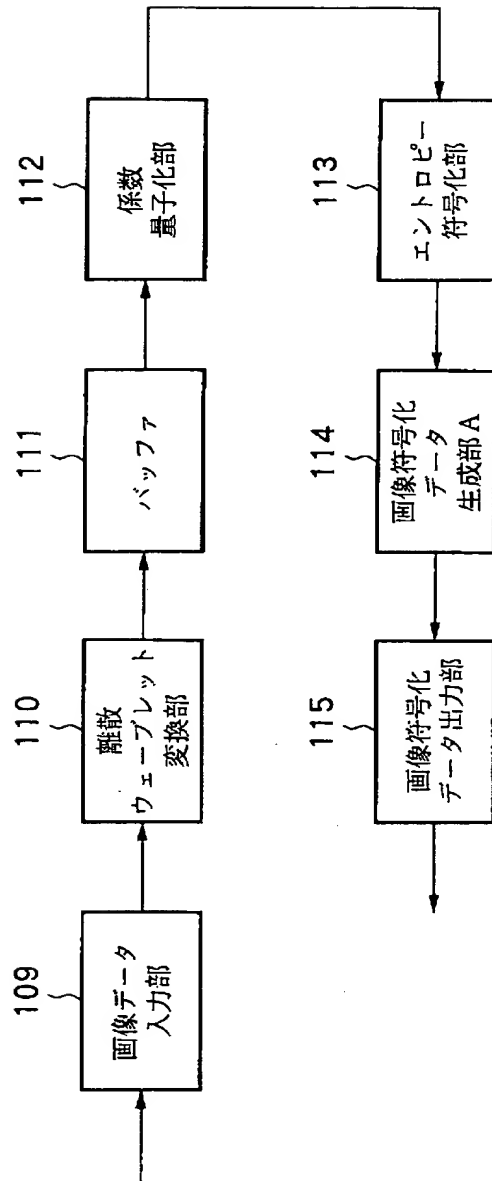 109
画像データ
入力部
110
離散
ウェーブレット
変換部
111
バッファ
112
係数
量子化部
113
エントロピー
符号化部
114
画像符号化
データ
生成部A
115
画像符号化
データ出力部